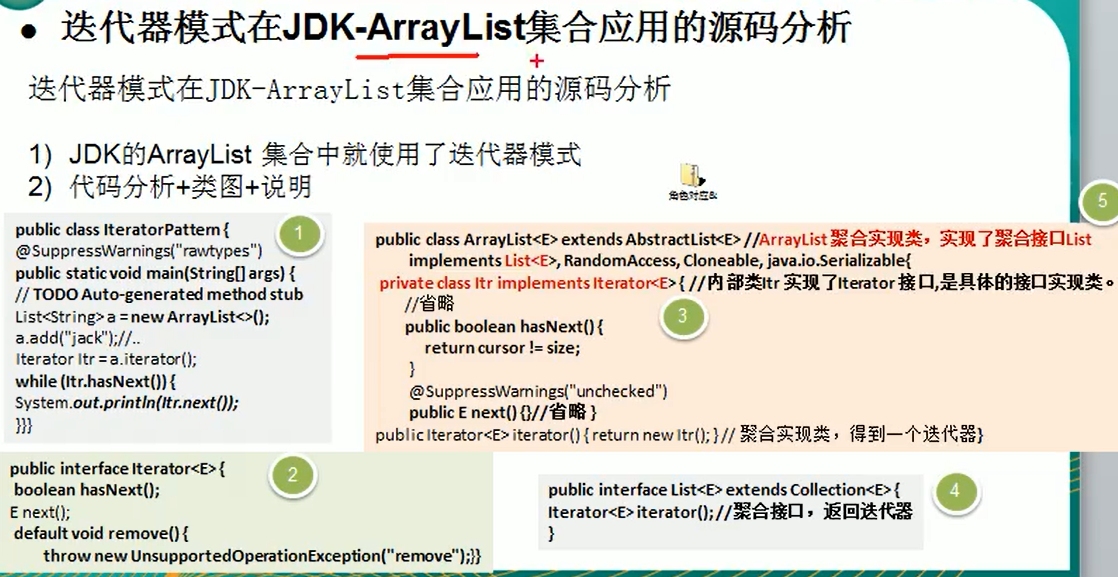 迭代器模式在JDK-ArrayList集合应用的源码分析
迭代器模式在JDK-ArrayList集合应用的源码分析
1) JDK的ArrayList 集合中就使用了迭代器模式
2) 代码分析+类图+说明
角色对应&
1
public class IteratorPattern {
@SuppressWarnings("rawtypes")
public static void main(String[] args) {
// TODO Auto-generated method stub
List<String> a = new ArrayList<>();
a.add("jack");//..
Iterator Itr = a.iterator();
while (Itr.hasNext()) {
System.out.println(Itr.next());
}}}
2
public interface Iterator<E> {
boolean hasNext();
E next();
default void remove() {
throw new UnsupportedOperationException("remove");}}
5
public class ArrayList<E> extends AbstractList<E> //ArrayList 聚合实现类，实现了聚合接口List
implements List<E>, RandomAccess, Cloneable, java.io.Serializable{
private class Itr implements Iterator<E> { //内部类Itr 实现了Iterator 接口,是具体的接口实现类。
//省略
3
public boolean hasNext() {
return cursor != size;
}
@SuppressWarnings("unchecked")
public E next() {}//省略 }
public Iterator<E> iterator() { return new Itr(); } // 聚合实现类，得到一个迭代器}
4
public interface List<E> extends Collection<E> {
Iterator<E> iterator(); //聚合接口，返回迭代器
}